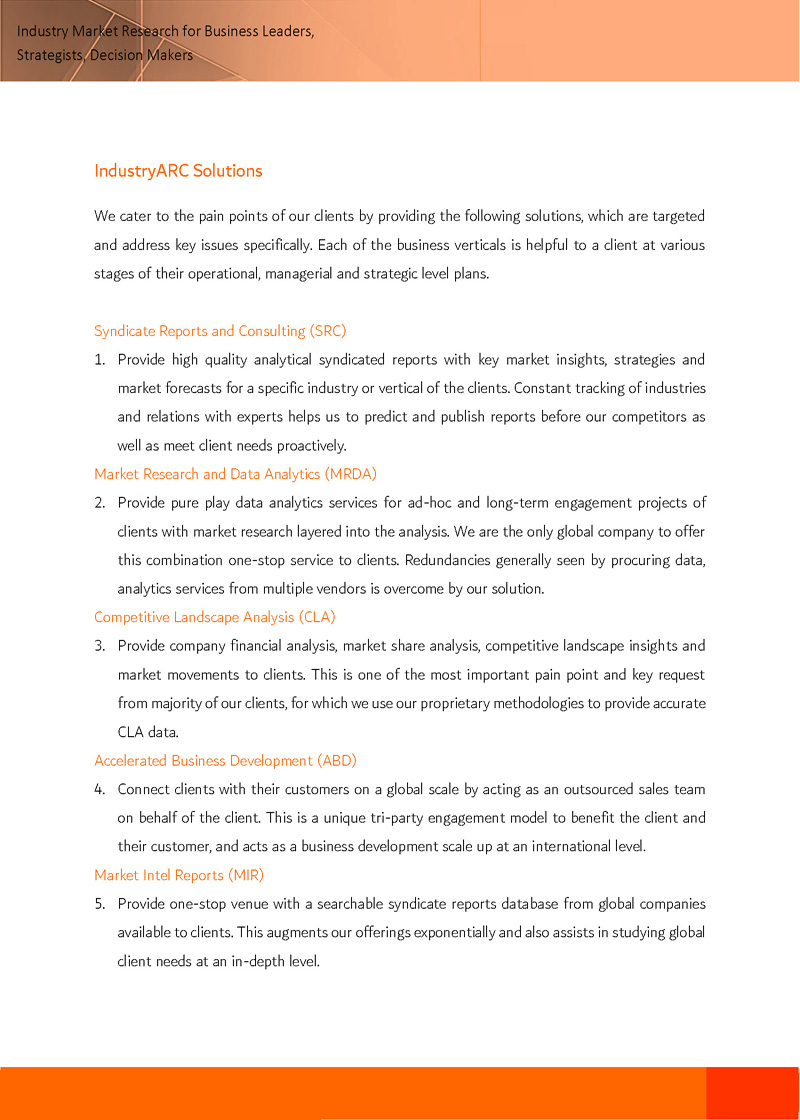 Industry Market Research for Business Leaders,
Strategists, Decision Makers
IndustryARC Solutions
We cater to the pain points of our clients by providing the following solutions, which are targeted
and address key issues specifically. Each of the business verticals is helpful to a client at various
stages of their operational, managerial and strategic level plans.
Syndicate Reports and Consulting (SRC)
1. Provide high quality analytical syndicated reports with key market insights, strategies and
market forecasts for a specific industry or vertical of the clients. Constant tracking of industries
and relations with experts helps us to predict and publish reports before our competitors as
well as meet client needs proactively.
Market Research and Data Analytics (MRDA)
2. Provide pure play data analytics services for ad-hoc and long-term engagement projects of
clients with market research layered into the analysis. We are the only global company to offer
this combination one-stop service to clients. Redundancies generally seen by procuring data,
analytics services from multiple vendors is overcome by our solution.
Competitive Landscape Analysis (CLA)
3. Provide company financial analysis, market share analysis, competitive landscape insights and
market movements to clients. This is one of the most important pain point and key request
from majority of our clients, for which we use our proprietary methodologies to provide accurate
CLA data.
Accelerated Business Development (ABD)
4. Connect clients with their customers on a global scale by acting as an outsourced sales team
on behalf of the client. This is a unique tri-party engagement model to benefit the client and
their customer, and acts as a business development scale up at an international level.
Market Intel Reports (MIR)
5. Provide one-stop venue with a searchable syndicate reports database from global companies
available to clients. This augments our offerings exponentially and also assists in studying global
client needs at an in-depth level.